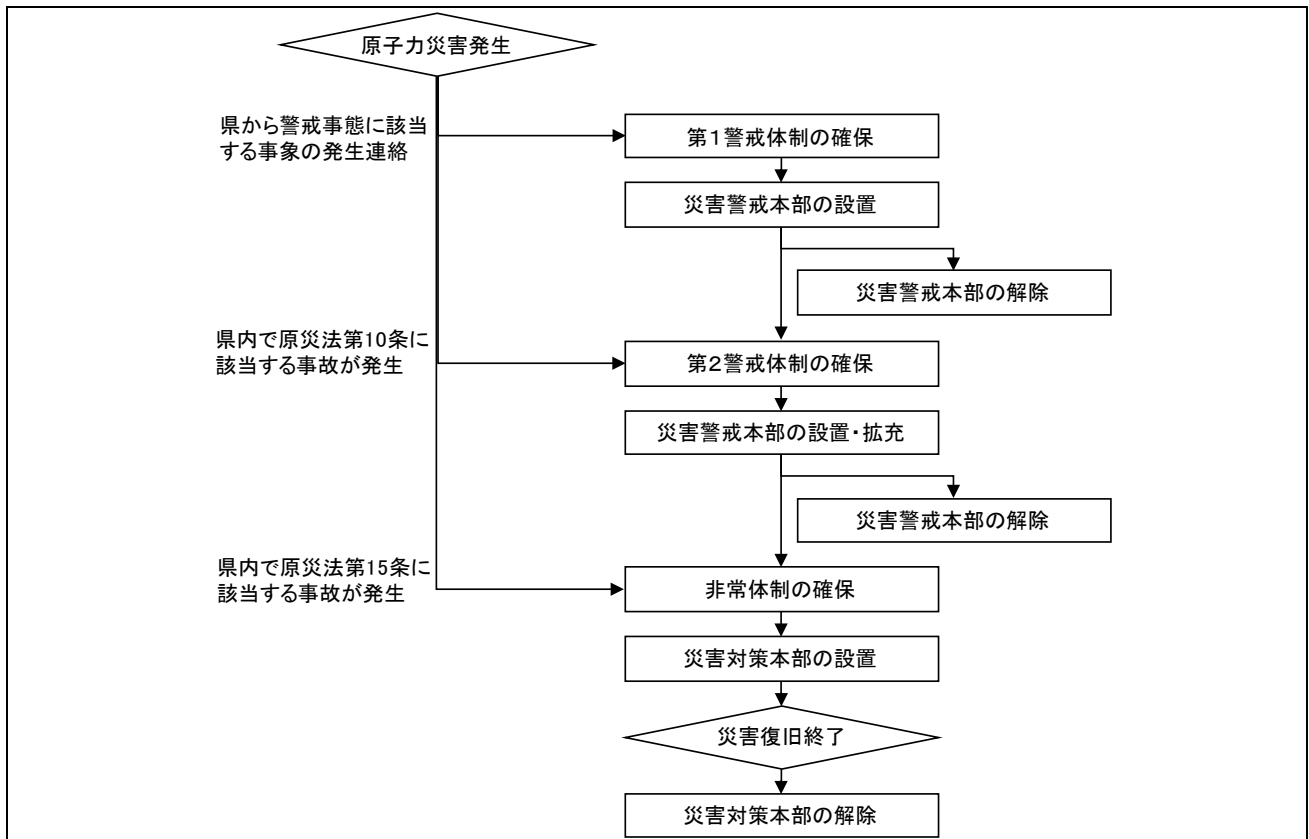 原子力災害発生
県から警戒事態に該当
する事象の発生連絡
第1警戒体制の確保
災害警戒本部の設置
災害警戒本部の解除
県内で原災法第10条に
該当する事故が発生
第2警戒体制の確保
災害警戒本部の設置・拡充
災害警戒本部の解除
県内で原災法第15条に
該当する事故が発生
非常体制の確保
災害対策本部の設置
災害復旧終了
災害対策本部の解除